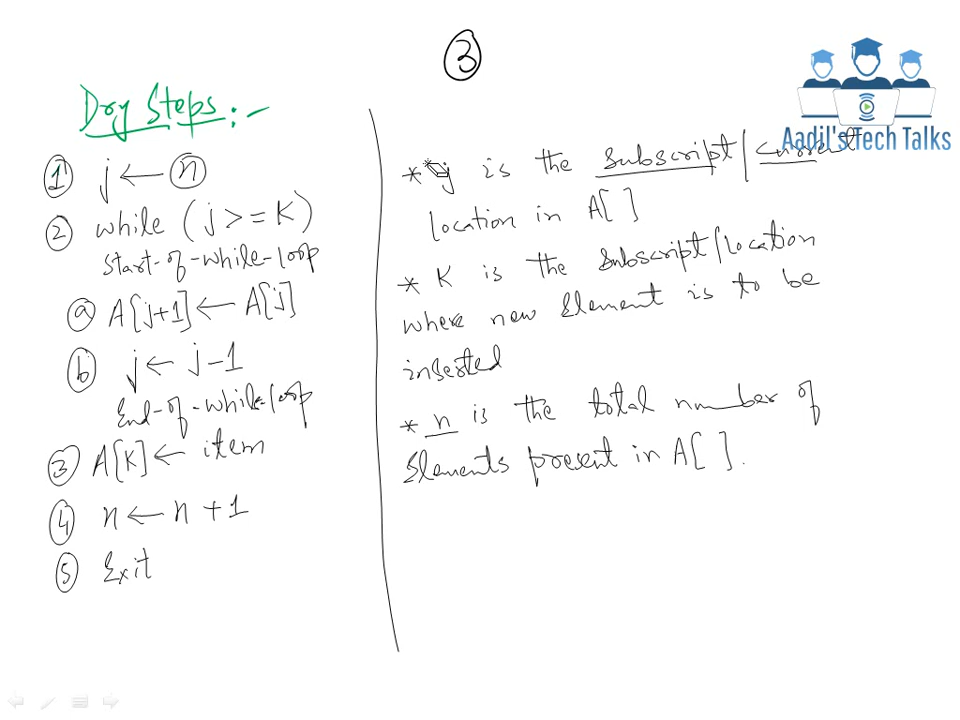 3
Aadil'sTech Talks
Dry Steps:-
1 j ← n
2 while (j >= K)
start-of-while-loop
a A[j+1] ← A[j]
b j ← j-1
End-of-while-loop
3 A[K] ← item
4 n ← n+1
5 Exit
* j is the subscript/current
location in A[ ]
* K is the subscript/location
where new Element is to be
inserted
* n is the total number of
Elements present in A[ ].